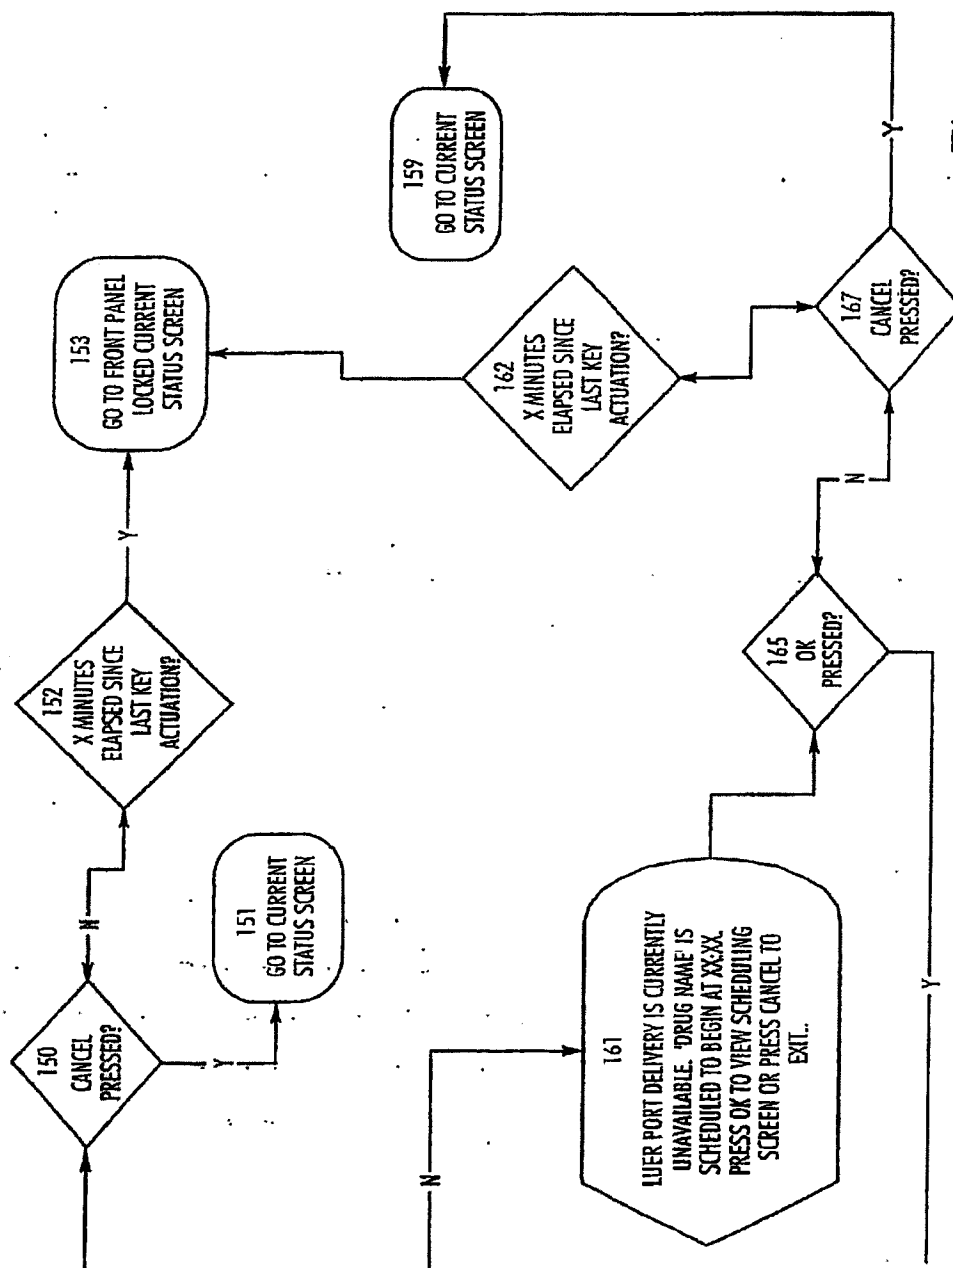 150
CANCEL
PRESSED?
N
Y
151
GO TO CURRENT
STATUS SCREEN
152
X MINUTES
ELAPSED SINCE
LAST KEY
ACTUATION?
Y
153
GO TO FRONT PANEL
LOCKED CURRENT
STATUS SCREEN
N
161
LUER PORT DELIVERY IS CURRENTLY
UNAVAILABLE. 'DRUG NAME' IS
SCHEDULED TO BEGIN AT XX:XX.
PRESS OK TO VIEW SCHEDULING
SCREEN OR PRESS CANCEL TO
EXIT..
165
OK
PRESSED?
Y
N
162
X MINUTES
ELAPSED SINCE
LAST KEY
ACTUATION?
167
CANCEL
PRESSED?
Y
159
GO TO CURRENT
STATUS SCREEN